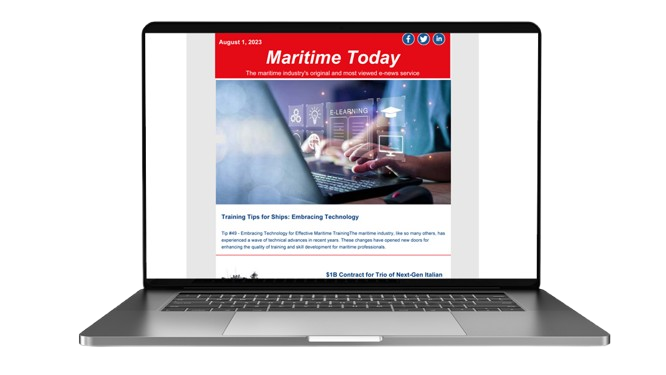 August 1, 2023
Maritime Today
The maritime industry's original and most viewed e-news service
E-LEARNING
Training Tips for Ships: Embracing Technology
Tip #49 - Embracing Technology for Effective Maritime TrainingThe maritime industry, like so many others, has
experienced a wave of technical advances in recent years. These changes have opened new doors for
enhancing the quality of training and skill development for maritime professionals.
$1B Contract for Trio of Next-Gen Italian